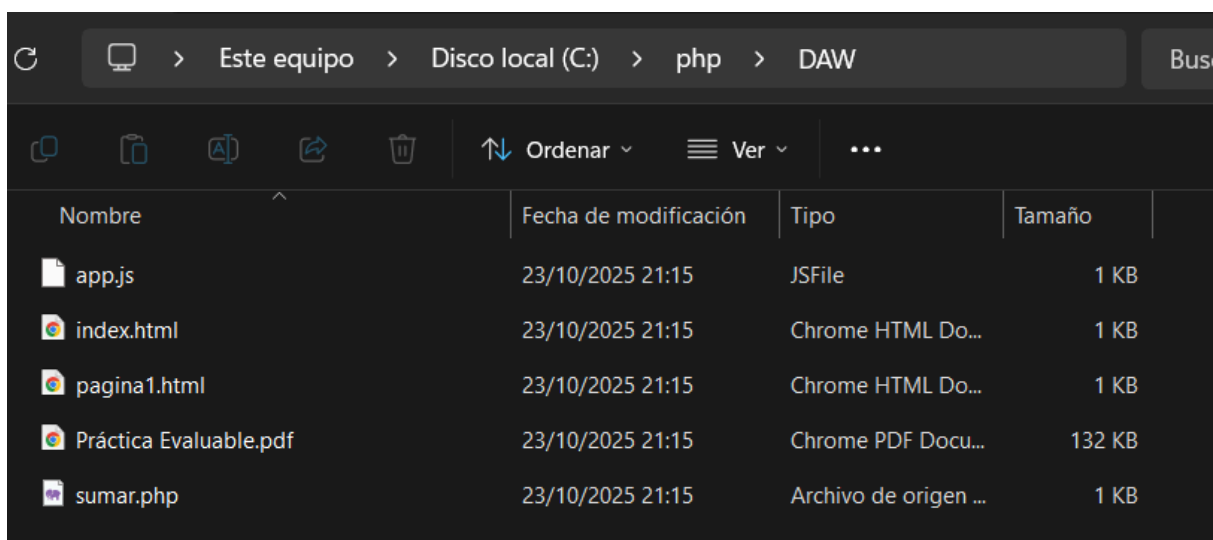 Este equipo > Disco local (C:) > php > DAW
Bus
Ordenar Ver
Nombre Fecha de modificación Tipo Tamaño
app.js 23/10/2025 21:15 JSFile 1 KB
index.html 23/10/2025 21:15 Chrome HTML Do... 1 KB
pagina1.html 23/10/2025 21:15 Chrome HTML Do... 1 KB
Práctica Evaluable.pdf 23/10/2025 21:15 Chrome PDF Docu... 132 KB
sumar.php 23/10/2025 21:15 Archivo de origen ... 1 KB